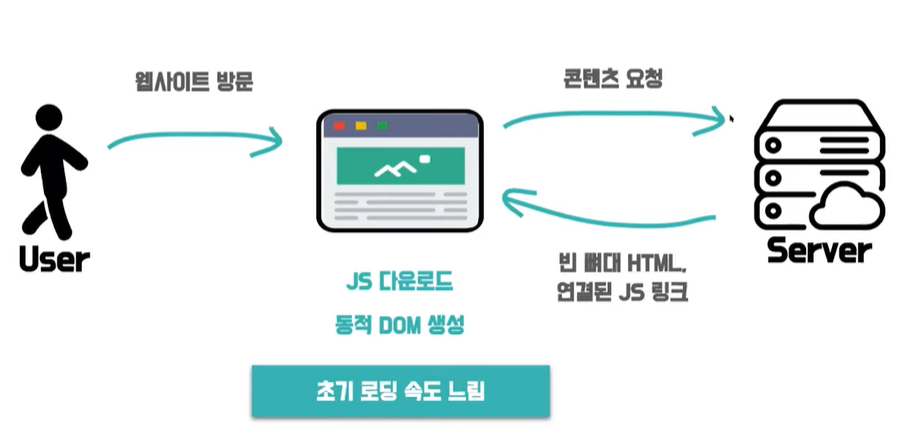 웹사이트 방문
콘텐츠 요청
User
Server
빈 뼈대 HTML,
연결된 JS 링크
JS 다운로드
동적 DOM 생성
초기 로딩 속도 느림